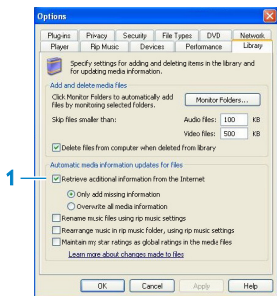 Options
Plug-ins Privacy Security File Types DVD Network
Player Rip Music Devices Performance Library
Specify settings for adding and deleting items in the library and
for updating media information.
Add and delete media files
Click Monitor Folders to automatically add
files by monitoring selected folders.
Monitor Folders...
Skip files smaller than: Audio files: 100 KB
Video files: 500 KB
Delete files from computer when deleted from library
Automatic media information updates for files
1
Retrieve additional information from the Internet
Only add missing information
Overwrite all media information
Rename music files using rip music settings
Rearrange music in rip music folder, using rip music settings
Maintain my star ratings as global ratings in the media files
Learn more about changes made to files
OK Cancel Apply Help